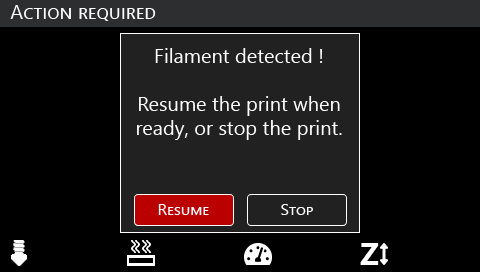 Action required
Filament detected !
Resume the print when
ready, or stop the print.
Resume
Stop
Z